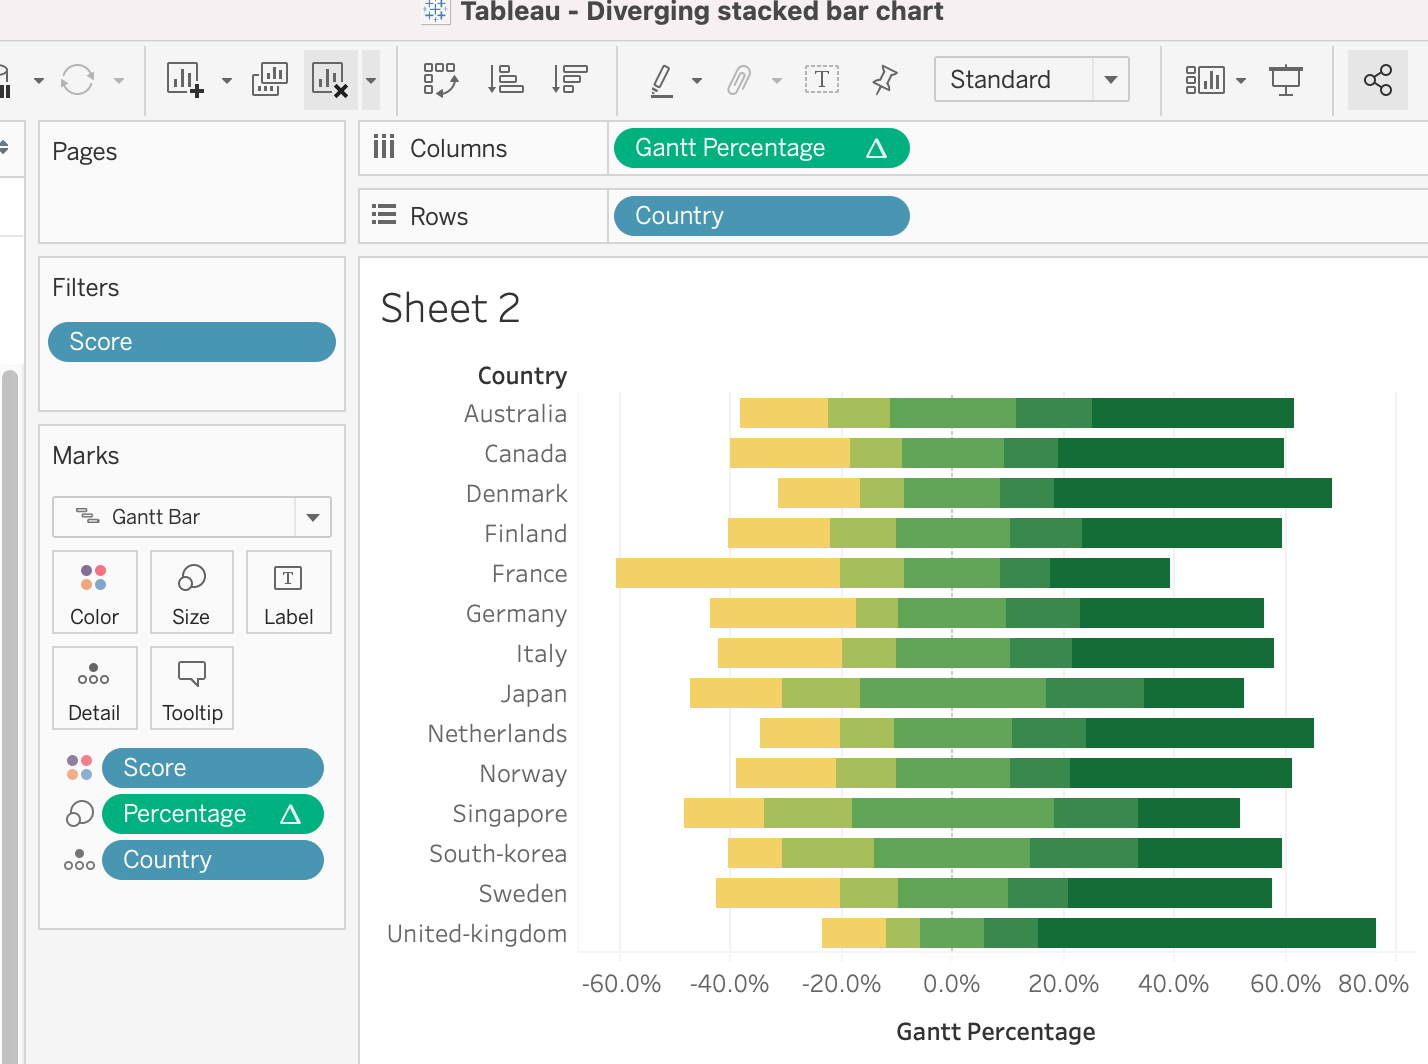 Tableau - Diverging stacked bar chart
Standard
Pages
Columns
Gantt Percentage Δ
Rows
Country
Filters
Score
Sheet 2
Marks
Gantt Bar
Color
Size
T
Label
Detail
Tooltip
Score
Percentage Δ
Country
Country
Australia
Canada
Denmark
Finland
France
Germany
Italy
Japan
Netherlands
Norway
Singapore
South-korea
Sweden
United-kingdom
-60.0% -40.0% -20.0% 0.0% 20.0% 40.0% 60.0% 80.0%
Gantt Percentage